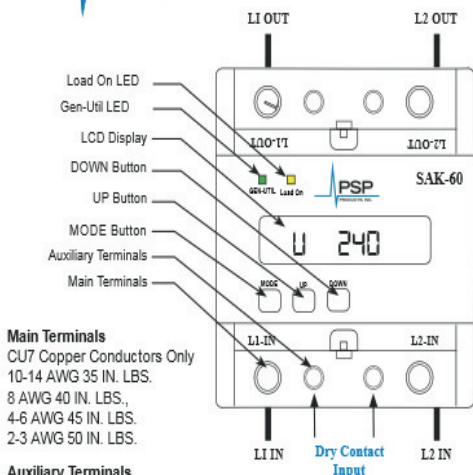 LI OUT
L2 OUT
Load On LED
Gen-Util LED
LCD Display
DOWN Button
UP Button
MODE Button
Auxiliary Terminals
Main Terminals
L1-OUT
L2-OUT
GEN-UTIL
Load On
PSP
PRODUCTS, INC.
SAK-60
U 240
MODE
UP
DOWN
L1-IN
L2-IN
Main Terminals
CU7 Copper Conductors Only
10-14 AWG 35 IN. LBS.
8 AWG 40 IN. LBS.,
4-6 AWG 45 IN. LBS.
2-3 AWG 50 IN. LBS.
LI IN
Dry Contact
Input
L2 IN
Auxiliary Terminals